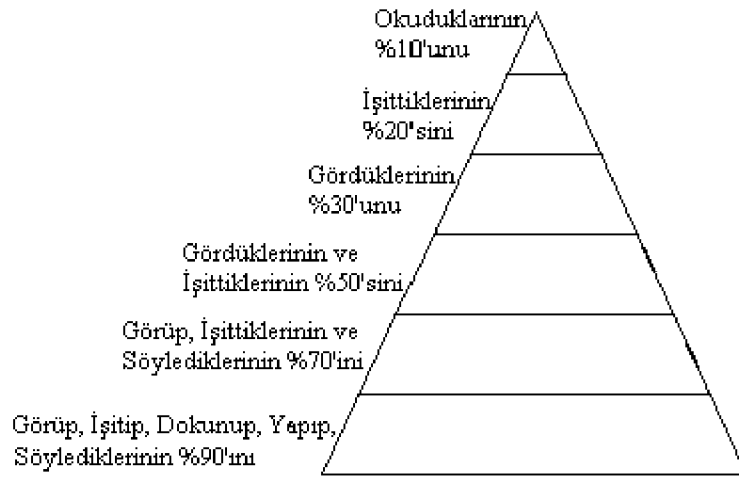 Okuduklarının
%10'unu
İşittiklerinin
%20'sini
Gördüklerinin
%30'unu
Gördüklerinin ve
İşittiklerinin %50'sini
Görüp, İşittiklerinin ve
Söylediklerinin %70'ini
Görüp, İşitip, Dokunup, Yapıp,
Söylediklerinin %90'ını